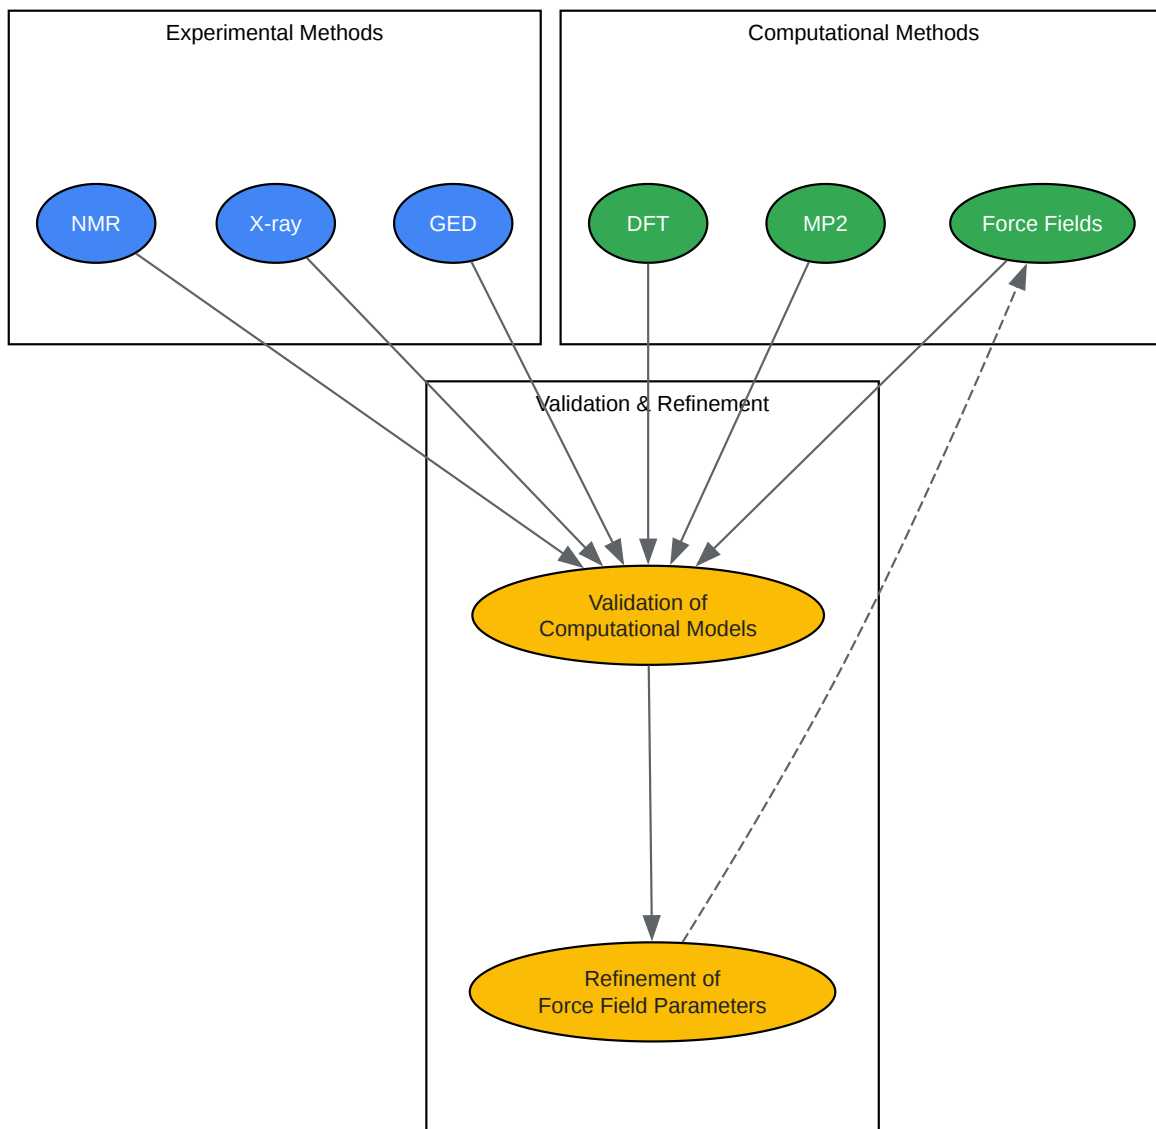 Experimental Methods
Computational Methods
NMR
X-ray
GED
DFT
MP2
Force Fields
Validation & Refinement
Validation of
Computational Models
Refinement of
Force Field Parameters